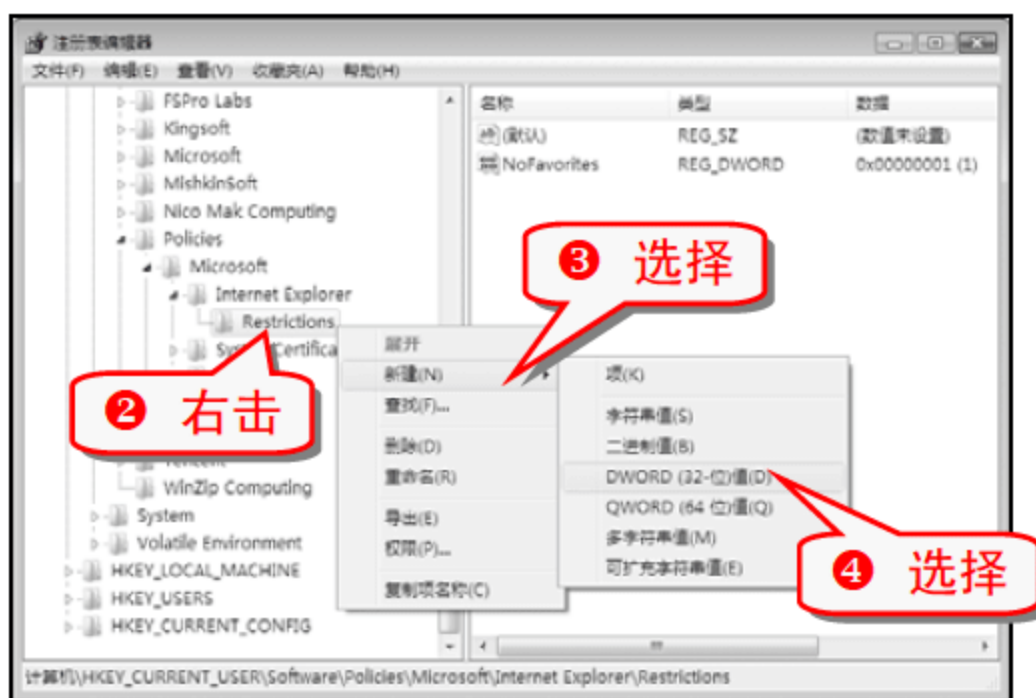 注册表编辑器
文件(F) 编辑(E) 查看(V) 收藏夹(A) 帮助(H)
FSPro Labs
Kingsoft
Microsoft
MishkinSoft
Nico Mak Computing
Policies
Microsoft
Internet Explorer
Restrictions
System Certifica
Tencent
WinZip Computing
System
Volatile Environment
HKEY_LOCAL_MACHINE
HKEY_USERS
HKEY_CURRENT_CONFIG
名称 类型 数据
ab (默认) REG_SZ (数值未设置)
NoFavorites REG_DWORD 0x00000001 (1)
❷ 右击
❸ 选择
展开
新建(N)
查找(F)...
删除(D)
重命名(R)
导出(E)
权限(P)...
复制项名称(C)
项(K)
字符串值(S)
二进制值(B)
DWORD (32-位)值(D)
QWORD (64 位)值(Q)
多字符串值(M)
可扩充字符串值(E)
❹ 选择
计算机\HKEY_CURRENT_USER\Software\Policies\Microsoft\Internet Explorer\Restrictions